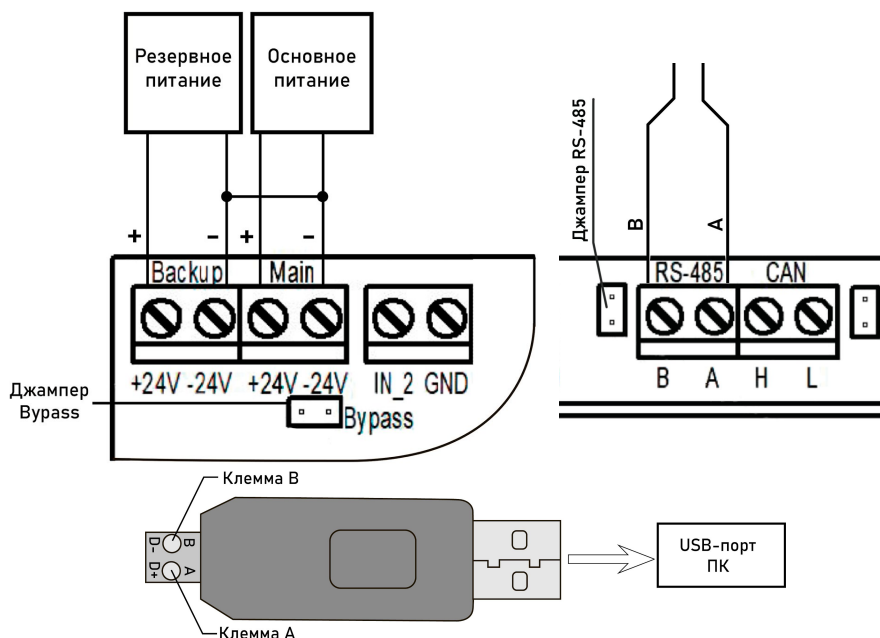 Резервное
питание
Основное
питание
+ - + -
Backup Main
+24V -24V +24V -24V IN_2 GND
Джампер
Bypass
Bypass
Джампер RS-485
B
A
RS-485 CAN
B A H L
Клемма B
D- B
D+ A
Клемма A
USB-порт
ПК